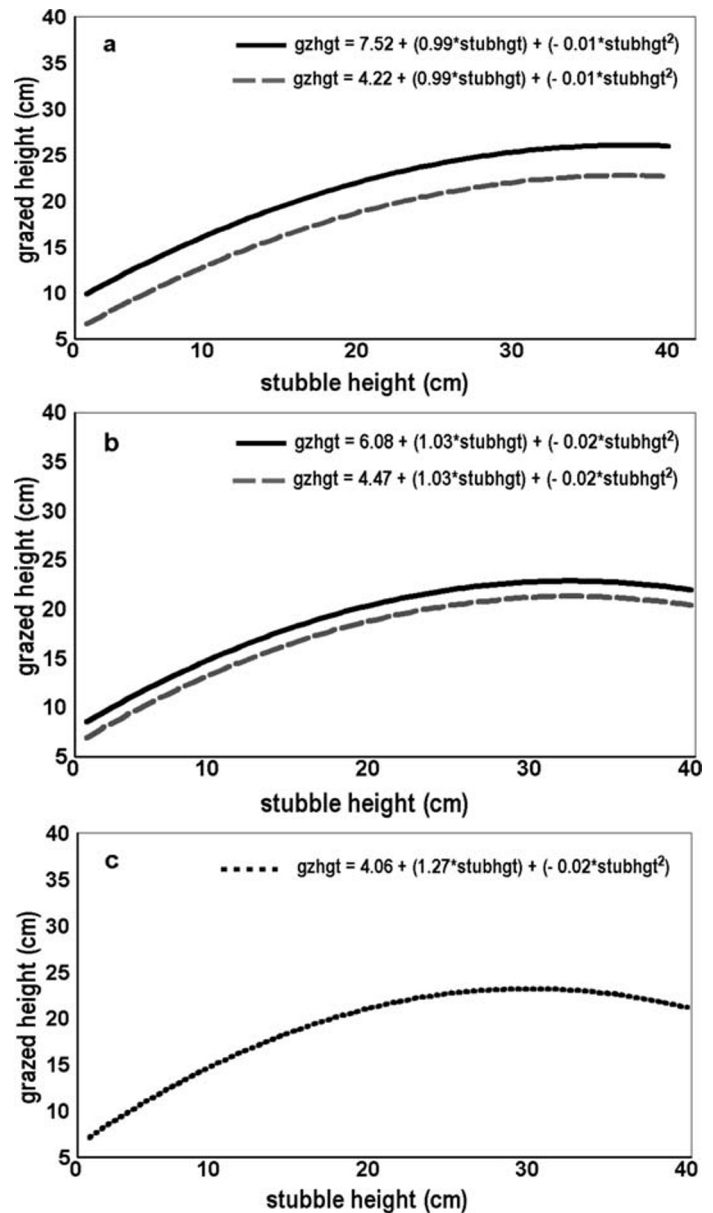 40
35
30
25
20
15
10
5
grazed height (cm)
a
gzhgt = 7.52 + (0.99*stubhgt) + (- 0.01*stubhgt²)
gzhgt = 4.22 + (0.99*stubhgt) + (- 0.01*stubhgt²)
0 10 20 30 40
stubble height (cm)
40
35
30
25
20
15
10
5
grazed height (cm)
b
gzhgt = 6.08 + (1.03*stubhgt) + (- 0.02*stubhgt²)
gzhgt = 4.47 + (1.03*stubhgt) + (- 0.02*stubhgt²)
0 10 20 30 40
stubble height (cm)
40
35
30
25
20
15
10
5
grazed height (cm)
c
gzhgt = 4.06 + (1.27*stubhgt) + (- 0.02*stubhgt²)
0 10 20 30 40
stubble height (cm)